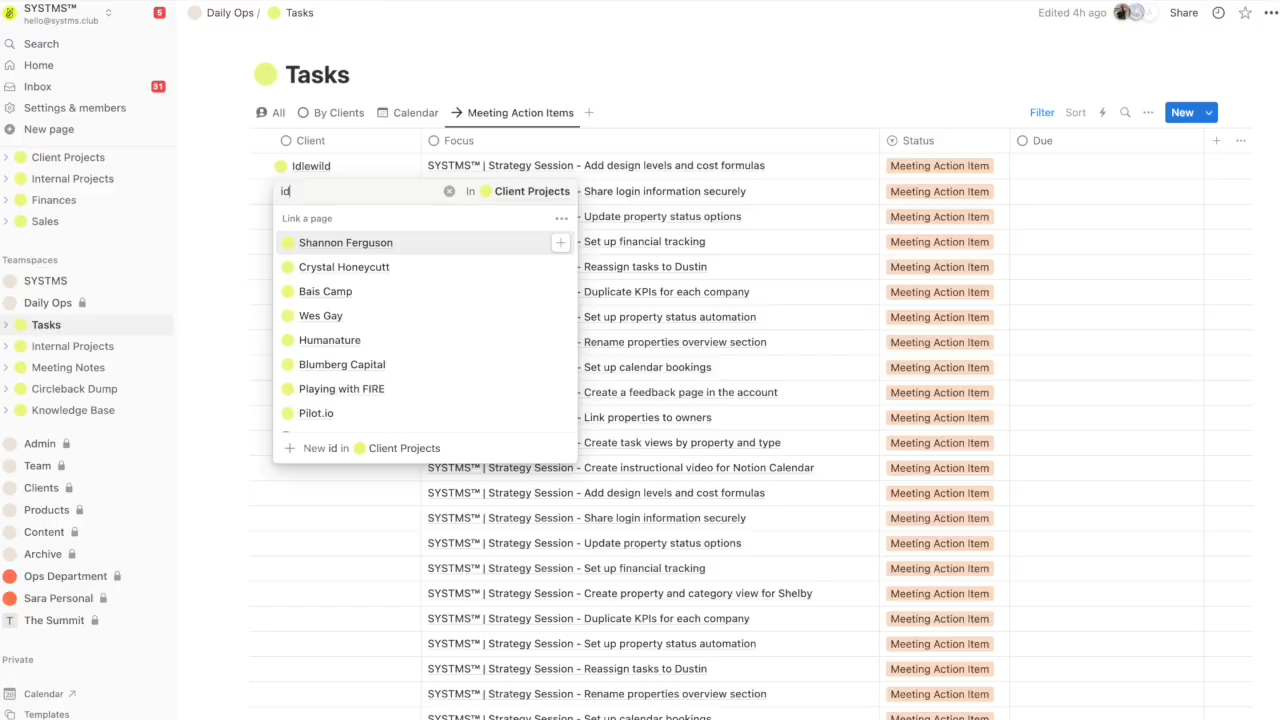 SYSTMS™
hello@systms.club
5
Search
Home
Inbox 31
Settings & members
New page
Client Projects
Internal Projects
Finances
Sales
Teamspaces
SYSTMS
Daily Ops
Tasks
Internal Projects
Meeting Notes
Circleback Dump
Knowledge Base
Admin
Team
Clients
Products
Content
Archive
Ops Department
Sara Personal
T The Summit
Private
Calendar ↗
Templates
Daily Ops / Tasks
Edited 4h ago
Share
Tasks
All By Clients Calendar Meeting Action Items
Filter Sort New
Client Focus Status Due
Idlewild SYSTMS™ | Strategy Session - Add design levels and cost formulas Meeting Action Item
id In Client Projects
Link a page
Shannon Ferguson
Crystal Honeycutt
Bais Camp
Wes Gay
Humanature
Blumberg Capital
Playing with FIRE
Pilot.io
New id in Client Projects
- Share login information securely Meeting Action Item
- Update property status options Meeting Action Item
- Set up financial tracking Meeting Action Item
- Reassign tasks to Dustin Meeting Action Item
- Duplicate KPIs for each company Meeting Action Item
- Set up property status automation Meeting Action Item
- Rename properties overview section Meeting Action Item
- Set up calendar bookings Meeting Action Item
- Create a feedback page in the account Meeting Action Item
- Link properties to owners Meeting Action Item
- Create task views by property and type Meeting Action Item
SYSTMS™ | Strategy Session - Create instructional video for Notion Calendar Meeting Action Item
SYSTMS™ | Strategy Session - Add design levels and cost formulas Meeting Action Item
SYSTMS™ | Strategy Session - Share login information securely Meeting Action Item
SYSTMS™ | Strategy Session - Update property status options Meeting Action Item
SYSTMS™ | Strategy Session - Set up financial tracking Meeting Action Item
SYSTMS™ | Strategy Session - Create property and category view for Shelby Meeting Action Item
SYSTMS™ | Strategy Session - Duplicate KPIs for each company Meeting Action Item
SYSTMS™ | Strategy Session - Set up property status automation Meeting Action Item
SYSTMS™ | Strategy Session - Reassign tasks to Dustin Meeting Action Item
SYSTMS™ | Strategy Session - Rename properties overview section Meeting Action Item
SYSTMS™ | Strategy Session - Set up calendar bookings Meeting Action Item